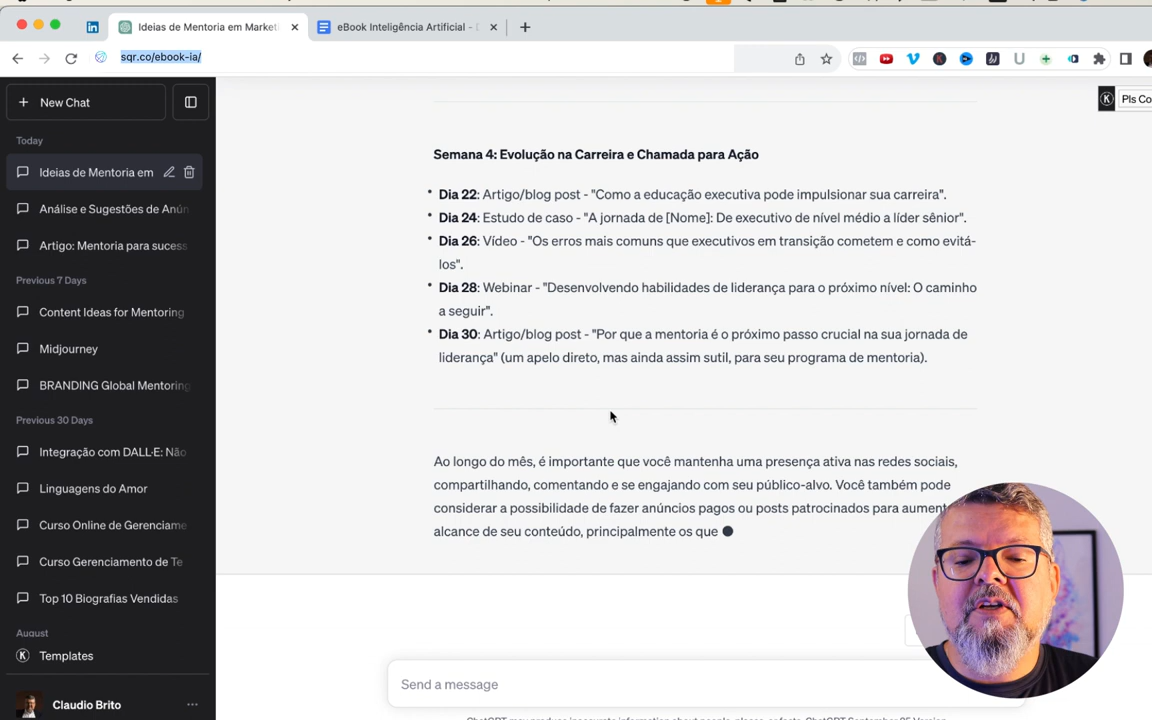 Ideias de Mentoria em Marketi
eBook Inteligência Artificial -
sqr.co/ebook-ia/
New Chat
Pls Co
Today
Ideias de Mentoria em
Análise e Sugestões de Anún
Artigo: Mentoria para sucess
Previous 7 Days
Content Ideas for Mentoring
Midjourney
BRANDING Global Mentoring
Previous 30 Days
Integração com DALL·E: Não
Linguagens do Amor
Curso Online de Gerenciame
Curso Gerenciamento de Te
Top 10 Biografias Vendidas
August
Templates
Claudio Brito
Semana 4: Evolução na Carreira e Chamada para Ação
Dia 22: Artigo/blog post - "Como a educação executiva pode impulsionar sua carreira".
Dia 24: Estudo de caso - "A jornada de [Nome]: De executivo de nível médio a líder sênior".
Dia 26: Vídeo - "Os erros mais comuns que executivos em transição cometem e como evitá-
los".
Dia 28: Webinar - "Desenvolvendo habilidades de liderança para o próximo nível: O caminho
a seguir".
Dia 30: Artigo/blog post - "Por que a mentoria é o próximo passo crucial na sua jornada de
liderança" (um apelo direto, mas ainda assim sutil, para seu programa de mentoria).
Ao longo do mês, é importante que você mantenha uma presença ativa nas redes sociais,
compartilhando, comentando e se engajando com seu público-alvo. Você também pode
considerar a possibilidade de fazer anúncios pagos ou posts patrocinados para aument
alcance de seu conteúdo, principalmente os que
Send a message